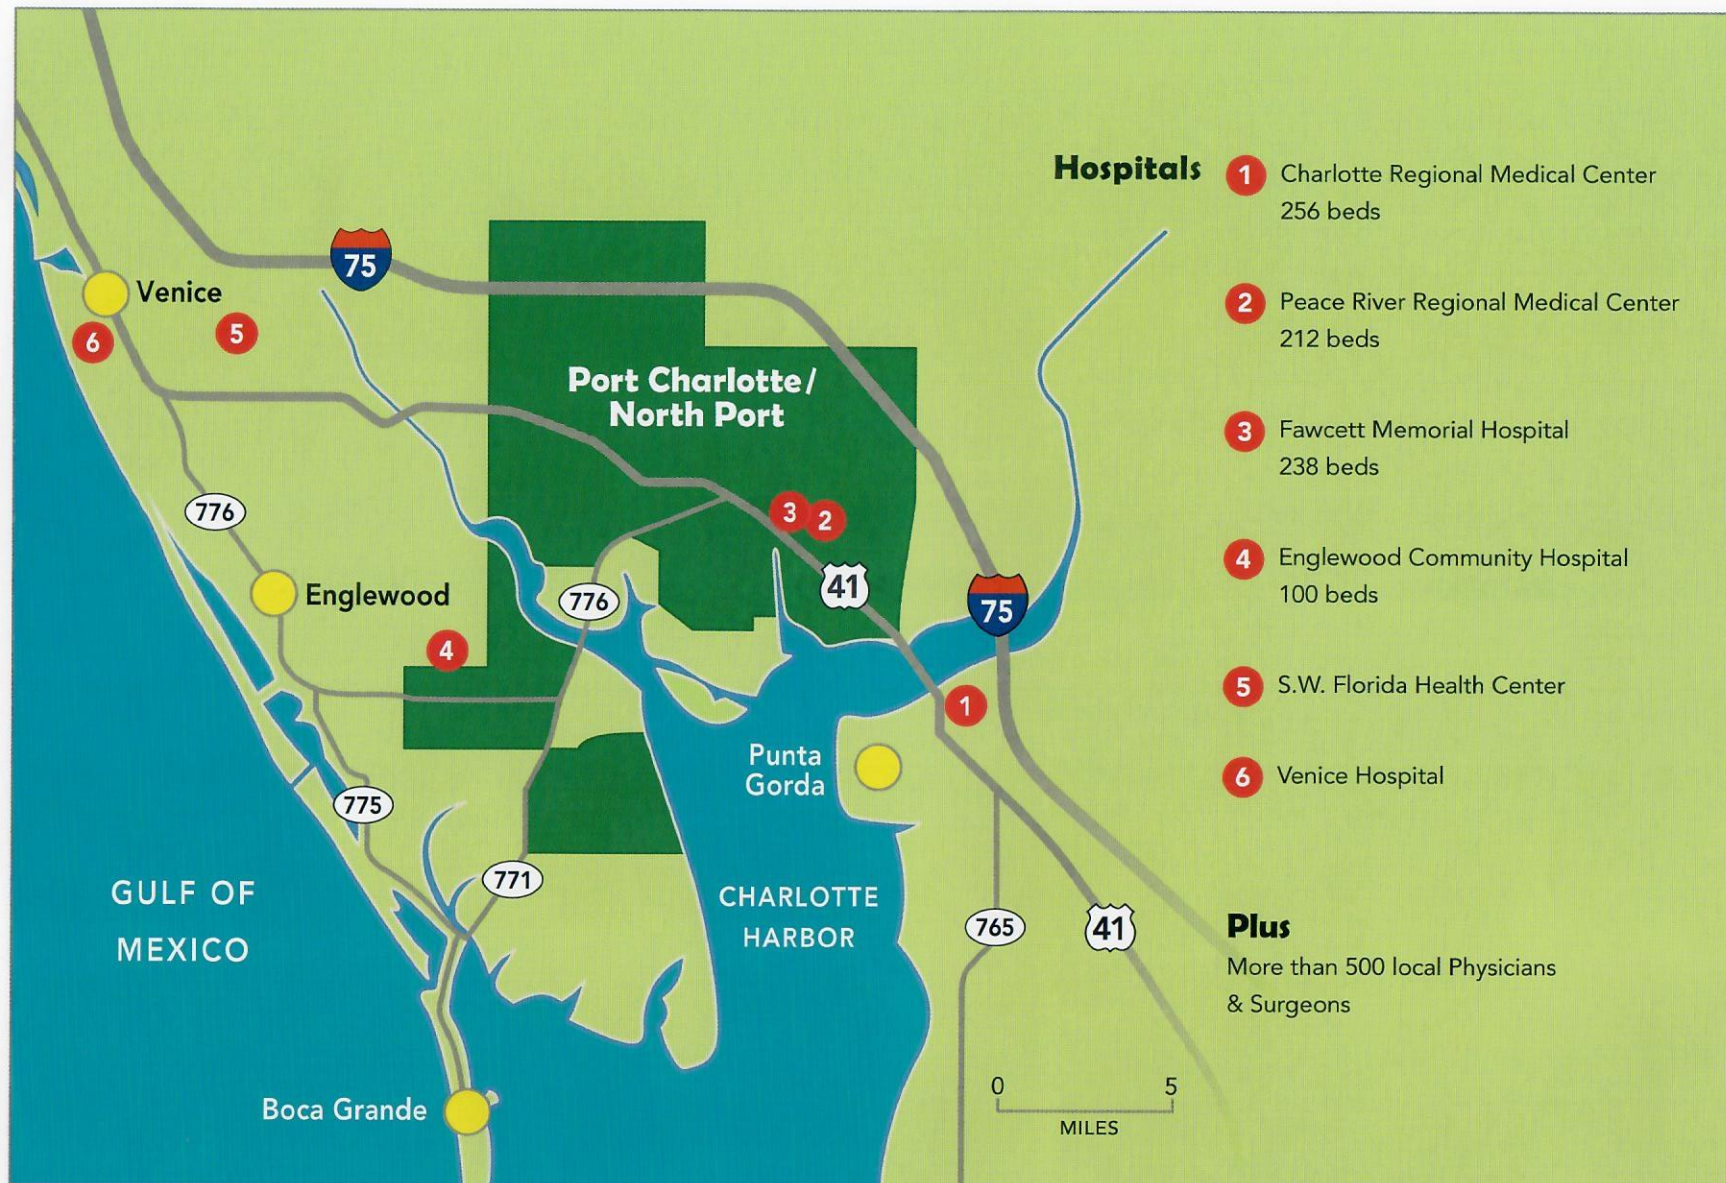 Hospitals
1 Charlotte Regional Medical Center
256 beds
2 Peace River Regional Medical Center
212 beds
3 Fawcett Memorial Hospital
238 beds
4 Englewood Community Hospital
100 beds
5 S.W. Florida Health Center
6 Venice Hospital
Plus
More than 500 local Physicians
& Surgeons
75
Venice
6
5
Port Charlotte/
North Port
776
3
2
41
Englewood
776
75
4
1
Punta
Gorda
775
771
GULF OF
MEXICO
CHARLOTTE
HARBOR
765
41
Boca Grande
0 5
MILES